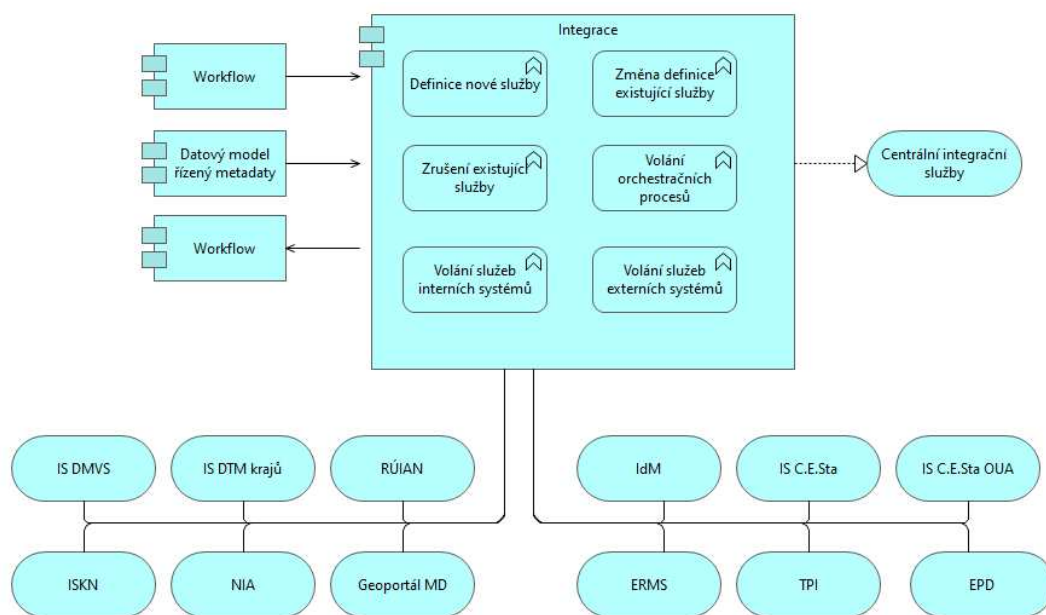 Integrace
Workflow
Definice nové služby
Změna definice
existující služby
Datový model
řízený metadaty
Zrušení existující
služby
Volání
orchestračních
procesů
Centrální integrační
služby
Workflow
Volání služeb
interních systémů
Volání služeb
externích systémů
IS DMVS
IS DTM krajů
RÚIAN
IdM
IS C.E.Sta
IS C.E.Sta OUA
ISKN
NIA
Geoportál MD
ERMS
TPI
EPD